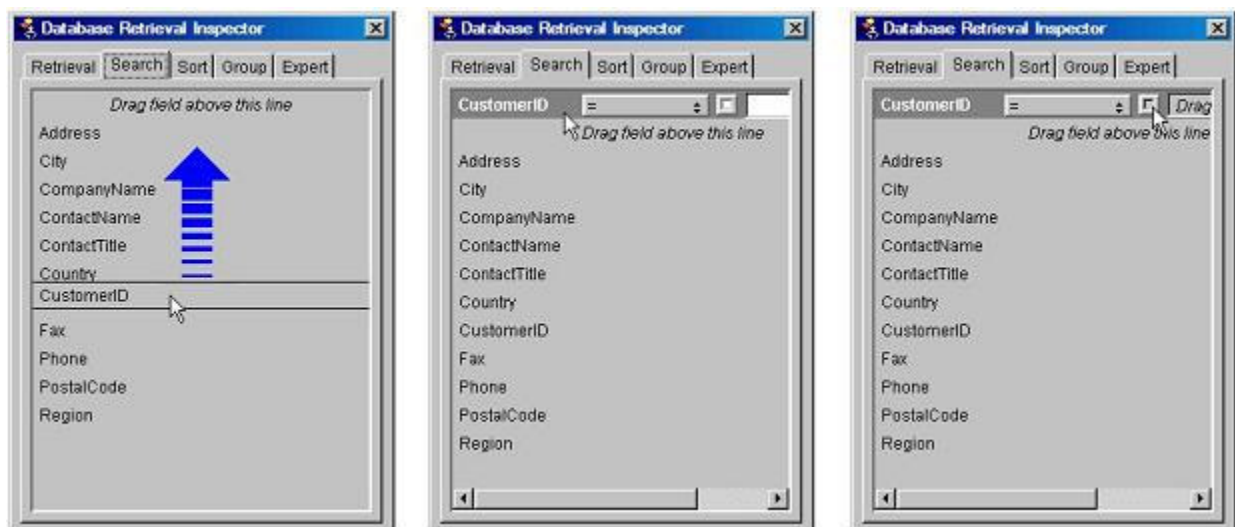 Database Retrieval Inspector
Retrieval Search Sort Group Expert
Drag field above this line
Address
City
CompanyName
ContactName
ContactTitle
Country
CustomerID
Fax
Phone
PostalCode
Region
Database Retrieval Inspector
Retrieval Search Sort Group Expert
CustomerID =
Drag field above this line
Address
City
CompanyName
ContactName
ContactTitle
Country
CustomerID
Fax
Phone
PostalCode
Region
Database Retrieval Inspector
Retrieval Search Sort Group Expert
CustomerID = Drag
Drag field above this line
Address
City
CompanyName
ContactName
ContactTitle
Country
CustomerID
Fax
Phone
PostalCode
Region